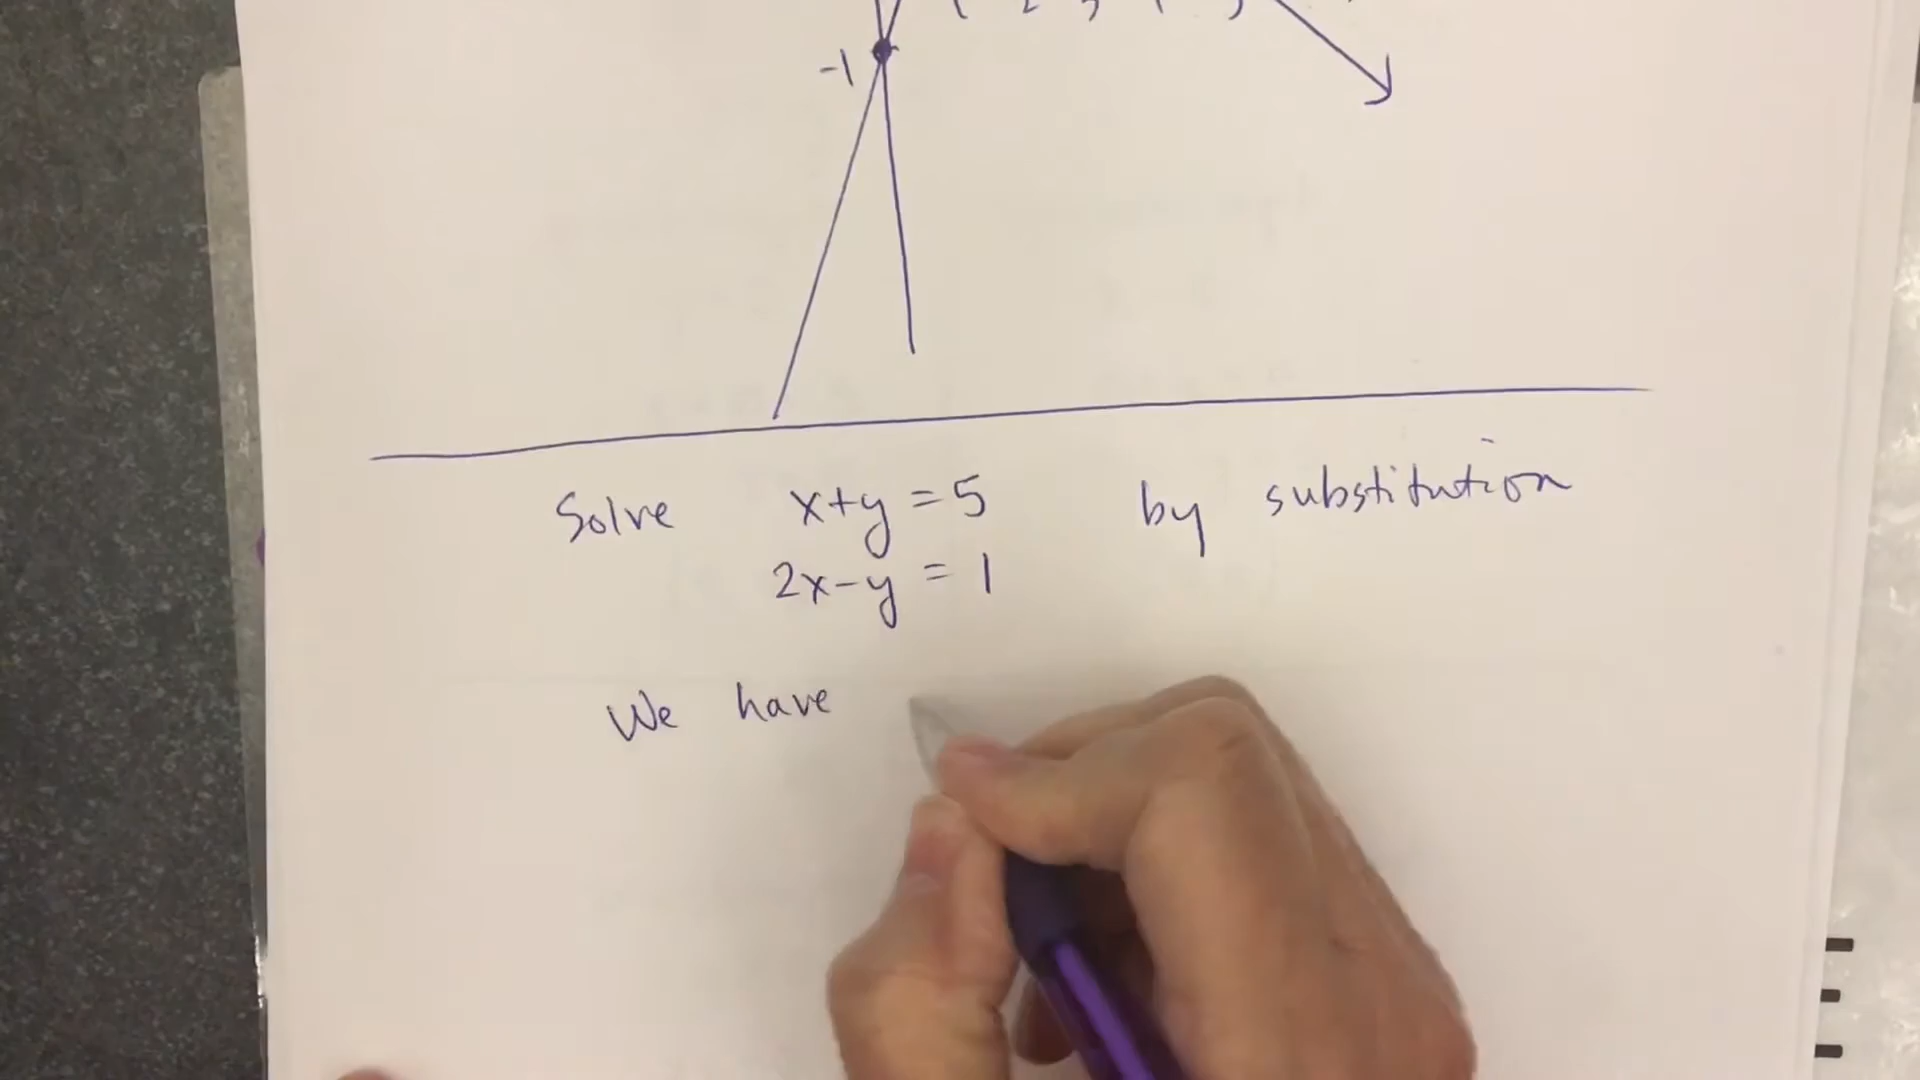 -1
Solve x+y = 5 by substitution
2x-y = 1
We have